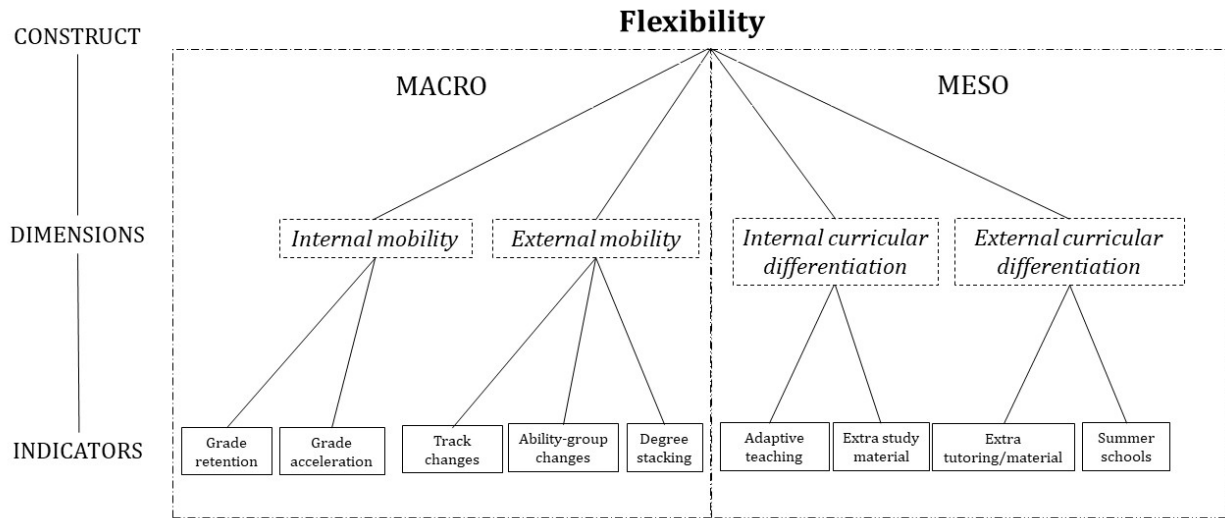 Flexibility
CONSTRUCT
MACRO
MESO
DIMENSIONS
Internal mobility
External mobility
Internal curricular
differentiation
External curricular
differentiation
INDICATORS
Grade
retention
Grade
acceleration
Track
changes
Ability-group
changes
Degree
stacking
Adaptive
teaching
Extra study
material
Extra
tutoring/material
Summer
schools